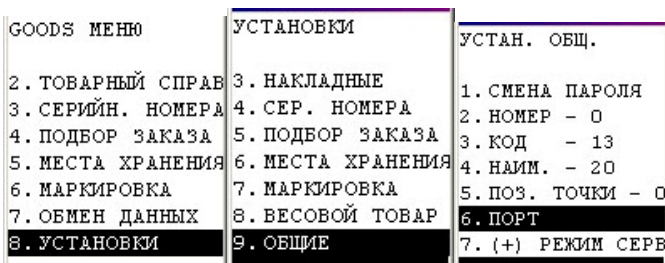 GOODS МЕНЮ
2.ТОВАРНЫЙ СПРАВ
3.СЕРИЙН. НОМЕРА
4.ПОДБОР ЗАКАЗА
5.МЕСТА ХРАНЕНИЯ
6.МАРКИРОВКА
7.ОБМЕН ДАННЫХ
8.УСТАНОВКИ
УСТАНОВКИ
3.НАКЛАДНЫЕ
4.СЕР. НОМЕРА
5.ПОДБОР ЗАКАЗА
6.МЕСТА ХРАНЕНИЯ
7.МАРКИРОВКА
8.ВЕСОВОЙ ТОВАР
9.ОБЩИЕ
УСТАН. ОБЩ.
1.СМЕНА ПАРОЛЯ
2.НОМЕР - 0
3.КОД - 13
4.НАИМ. - 20
5.ПОЗ. ТОЧКИ - 0
6.ПОРТ
7.(+) РЕЖИМ СЕРВ